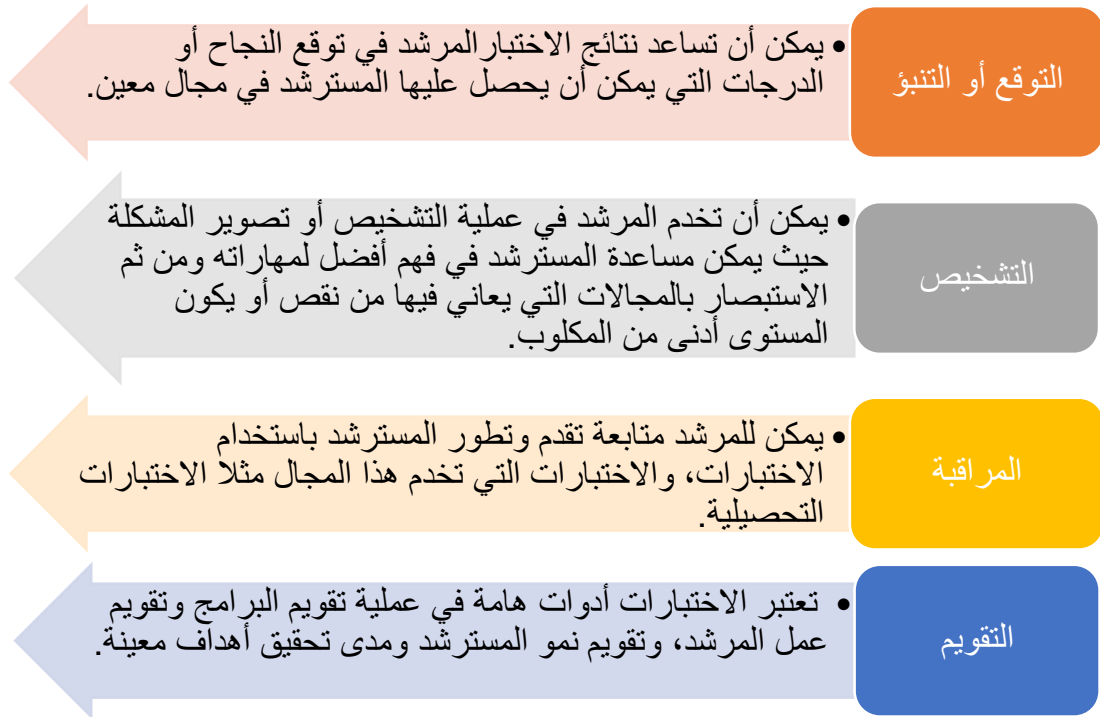 التوقع أو التنبؤ
• يمكن أن تساعد نتائج الاختبار المرشد في توقع النجاح أو
الدرجات التي يمكن أن يحصل عليها المسترشد في مجال معين.
التشخيص
• يمكن أن تخدم المرشد في عملية التشخيص أو تصوير المشكلة
حيث يمكن مساعدة المسترشد في فهم أفضل لمهاراته ومن ثم
الاستبصار بالمجالات التي يعاني فيها من نقص أو يكون
المستوى أدنى من المكلوب.
المراقبة
• يمكن للمرشد متابعة تقدم وتطور المسترشد باستخدام
الاختبارات، والاختبارات التي تخدم هذا المجال مثلا الاختبارات
التحصيلية.
التقويم
• تعتبر الاختبارات أدوات هامة في عملية تقويم البرامج وتقويم
عمل المرشد، وتقويم نمو المسترشد ومدى تحقيق أهداف معينة.